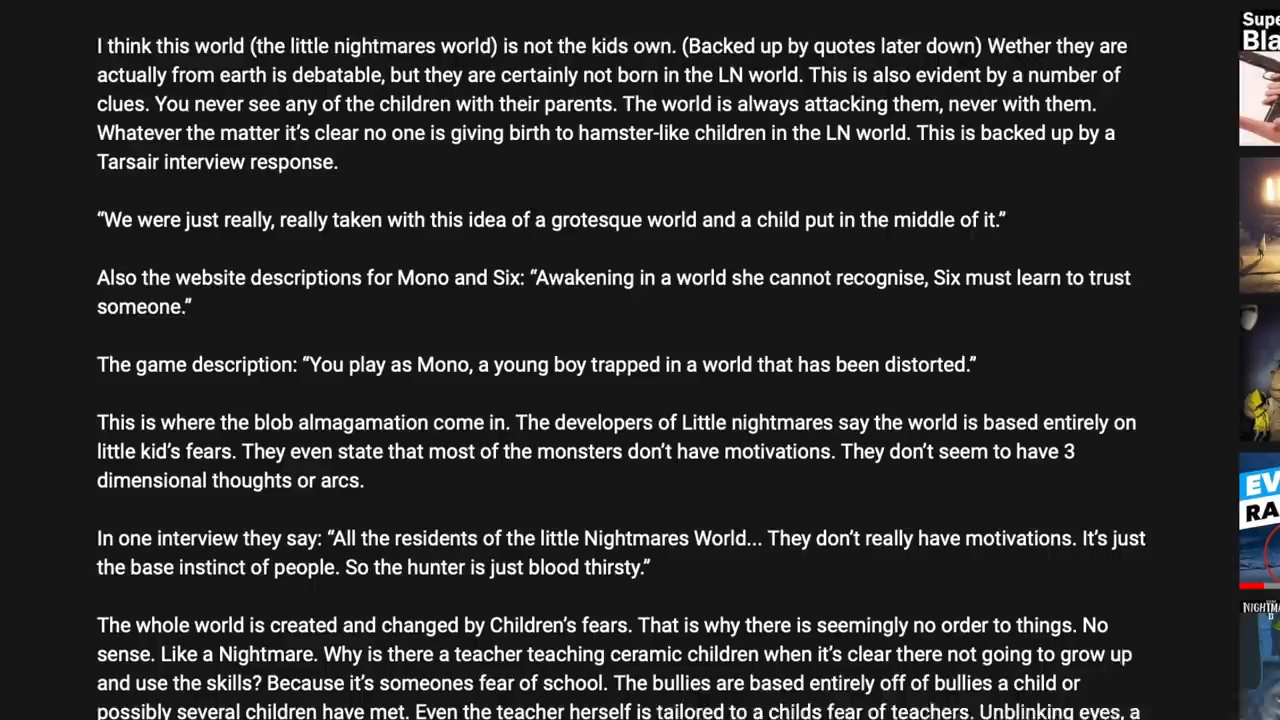 I think this world (the little nightmares world) is not the kids own. (Backed up by quotes later down) Wether they are
actually from earth is debatable, but they are certainly not born in the LN world. This is also evident by a number of
clues. You never see any of the children with their parents. The world is always attacking them, never with them.
Whatever the matter it's clear no one is giving birth to hamster-like children in the LN world. This is backed up by a
Tarsair interview response.
“We were just really, really taken with this idea of a grotesque world and a child put in the middle of it.”
Also the website descriptions for Mono and Six: “Awakening in a world she cannot recognise, Six must learn to trust
someone.”
The game description: “You play as Mono, a young boy trapped in a world that has been distorted.”
This is where the blob almagamation come in. The developers of Little nightmares say the world is based entirely on
little kid's fears. They even state that most of the monsters don't have motivations. They don't seem to have 3
dimensional thoughts or arcs.
In one interview they say: “All the residents of the little Nightmares World... They don't really have motivations. It's just
the base instinct of people. So the hunter is just blood thirsty.”
The whole world is created and changed by Children's fears. That is why there is seemingly no order to things. No
sense. Like a Nightmare. Why is there a teacher teaching ceramic children when it's clear there not going to grow up
and use the skills? Because it's someones fear of school. The bullies are based entirely off of bullies a child or
possibly several children have met. Even the teacher herself is tailored to a childs fear of teachers. Unblinking eyes, a
Supe
Bla
EV
RA
NIGHTMA
II